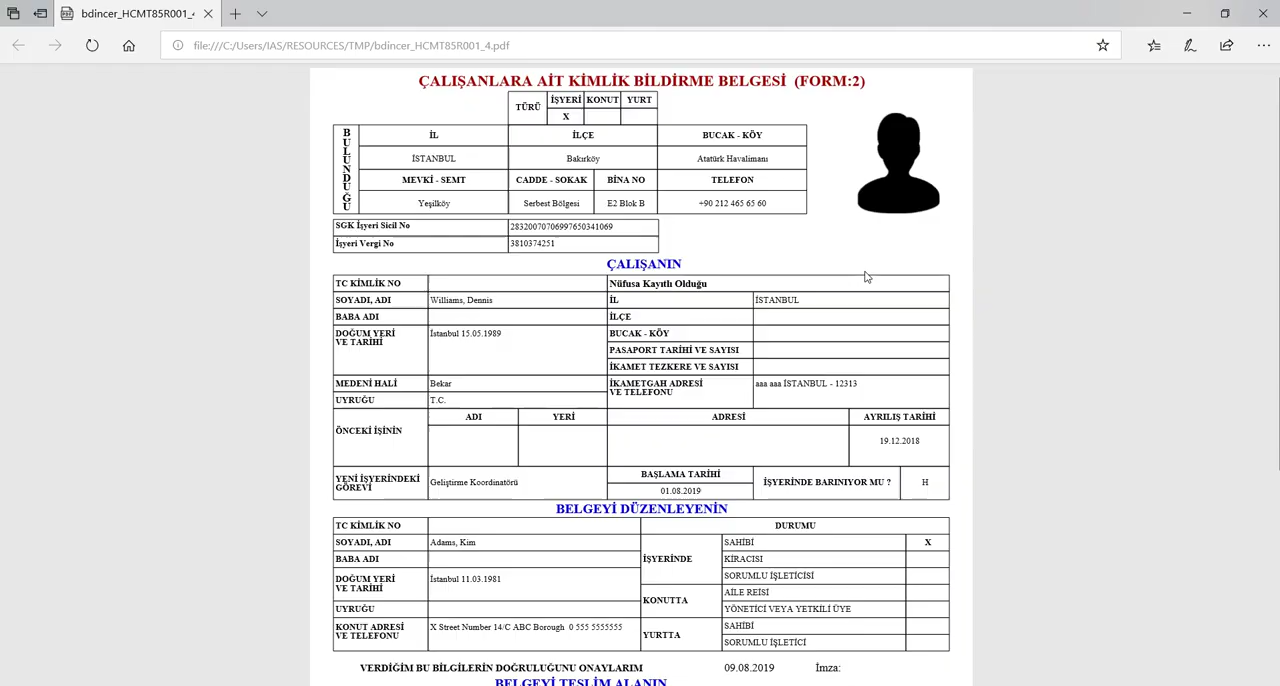 bdincer_HCMT85R001_4
file:///C:/Users/IAS/RESOURCES/TMP/bdincer_HCMT85R001_4.pdf
ÇALIŞANLARA AİT KİMLİK BİLDİRME BELGESİ (FORM:2)
TÜRÜ İŞYERİ KONUT YURT
X
BULUNDUĞU
İL İLÇE BUCAK - KÖY
İSTANBUL Bakırköy Atatürk Havalimanı
MEVKİ - SEMT CADDE - SOKAK BİNA NO TELEFON
Yeşilköy Serbest Bölgesi E2 Blok B +90 212 465 65 60
SGK İşyeri Sicil No 28320070706997650341069
İşyeri Vergi No 3810374251
ÇALIŞANIN
TC KİMLİK NO Nüfusa Kayıtlı Olduğu
SOYADI, ADI Williams, Dennis İL İSTANBUL
BABA ADI İLÇE
DOĞUM YERİ İstanbul 15.05.1989 BUCAK - KÖY
VE TARİHİ
PASAPORT TARİHİ VE SAYISI
İKAMET TEZKERE VE SAYISI
MEDENİ HALİ Bekar İKAMETGAH ADRESİ aaa aaa İSTANBUL - 12313
VE TELEFONU
UYRUĞU T.C.
ADI YERİ ADRESİ AYRILIŞ TARİHİ
ÖNCEKİ İŞİNİN 19.12.2018
YENİ İŞYERİNDEKİ
GÖREVİ Geliştirme Koordinatörü BAŞLAMA TARİHİ İŞYERİNDE BARINIYOR MU ? H
01.08.2019
BELGEYİ DÜZENLEYENİN
TC KİMLİK NO DURUMU
SOYADI, ADI Adams, Kim SAHİBİ X
BABA ADI İŞYERİNDE KİRACISI
DOĞUM YERİ İstanbul 11.03.1981 SORUMLU İŞLETİCİSİ
VE TARİHİ AİLE REİSİ
KONUTTA
UYRUĞU YÖNETİCİ VEYA YETKİLİ ÜYE
KONUT ADRESİ X Street Number 14/C ABC Borough 0 555 5555555 SAHİBİ
VE TELEFONU YURTTA
SORUMLU İŞLETİCİ
VERDİĞİM BU BİLGİLERİN DOĞRULUĞUNU ONAYLARIM 09.08.2019 İmza:
BELGEYİ TESLİM ALANIN